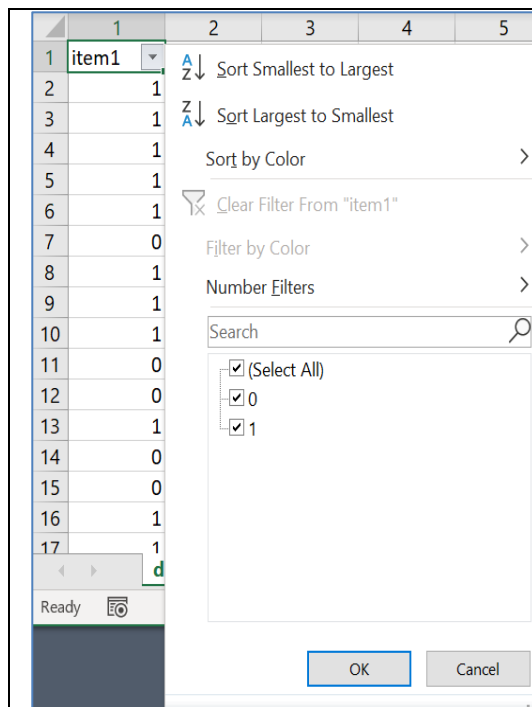 1 2 3 4 5
1 item1
2 1
3 1
4 1
5 1
6 1
7 0
8 1
9 1
10 1
11 0
12 0
13 1
14 0
15 0
16 1
17 1
d
Ready
A Z Sort Smallest to Largest
Z A Sort Largest to Smallest
Sort by Color
Clear Filter From "item1"
Filter by Color
Number Filters
Search
(Select All)
0
1
OK Cancel